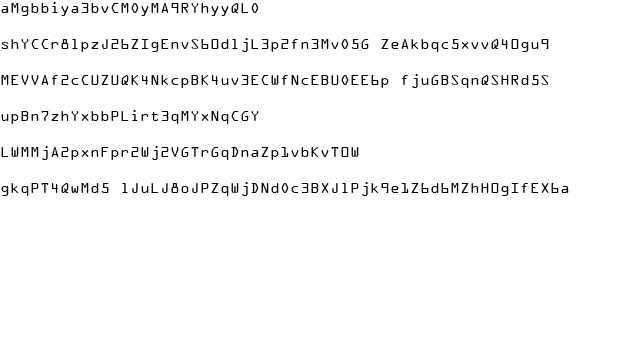 aMgbbiya3bvCM0yMA9RYhyyQL0
shYCCr8lpzJ26ZIgEnvS60dljL3p2fn3Mv05G ZeAkbqc5xvvQ4Ogu9
MEVVAf2cCUZUQK4NkcpBK4uv3ECWfNcEBU0EE6p fjuGBSqnQSHRd5S
upBn7zhYxbbPLirt3qMYxNqCGY
LWMMjA2pxnFpr2Wj2VGTrGqDnaZp1vbKvTOW
gkqPT4QwMd5 lJuLJ8oJPZqWjDNd0c3BXJlPjk9e1Z6d6MZhHOgIfEX6a